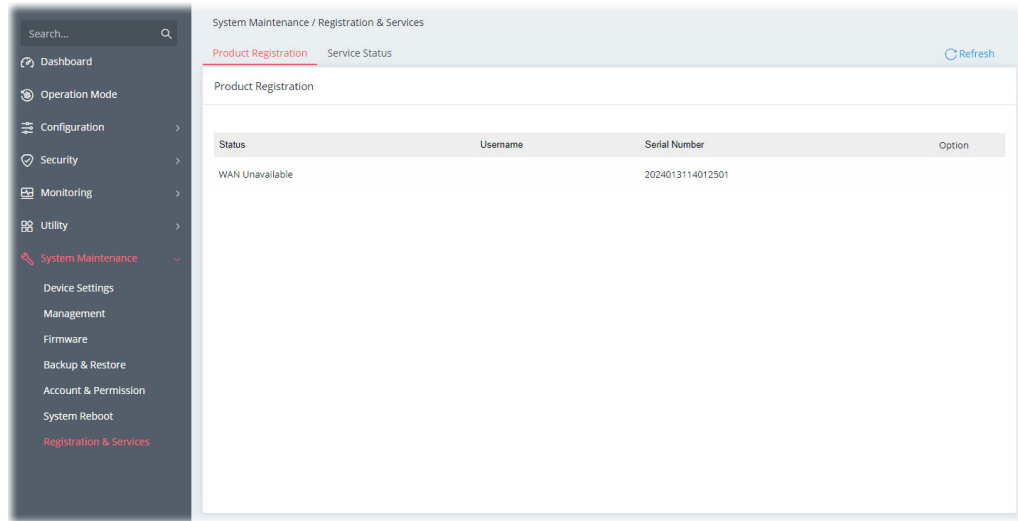 Search...
Dashboard
Operation Mode
Configuration
Security
Monitoring
Utility
System Maintenance
Device Settings
Management
Firmware
Backup & Restore
Account & Permission
System Reboot
Registration & Services
System Maintenance / Registration & Services
Product Registration Service Status Refresh
Product Registration
Status Username Serial Number Option
WAN Unavailable 2024013114012501